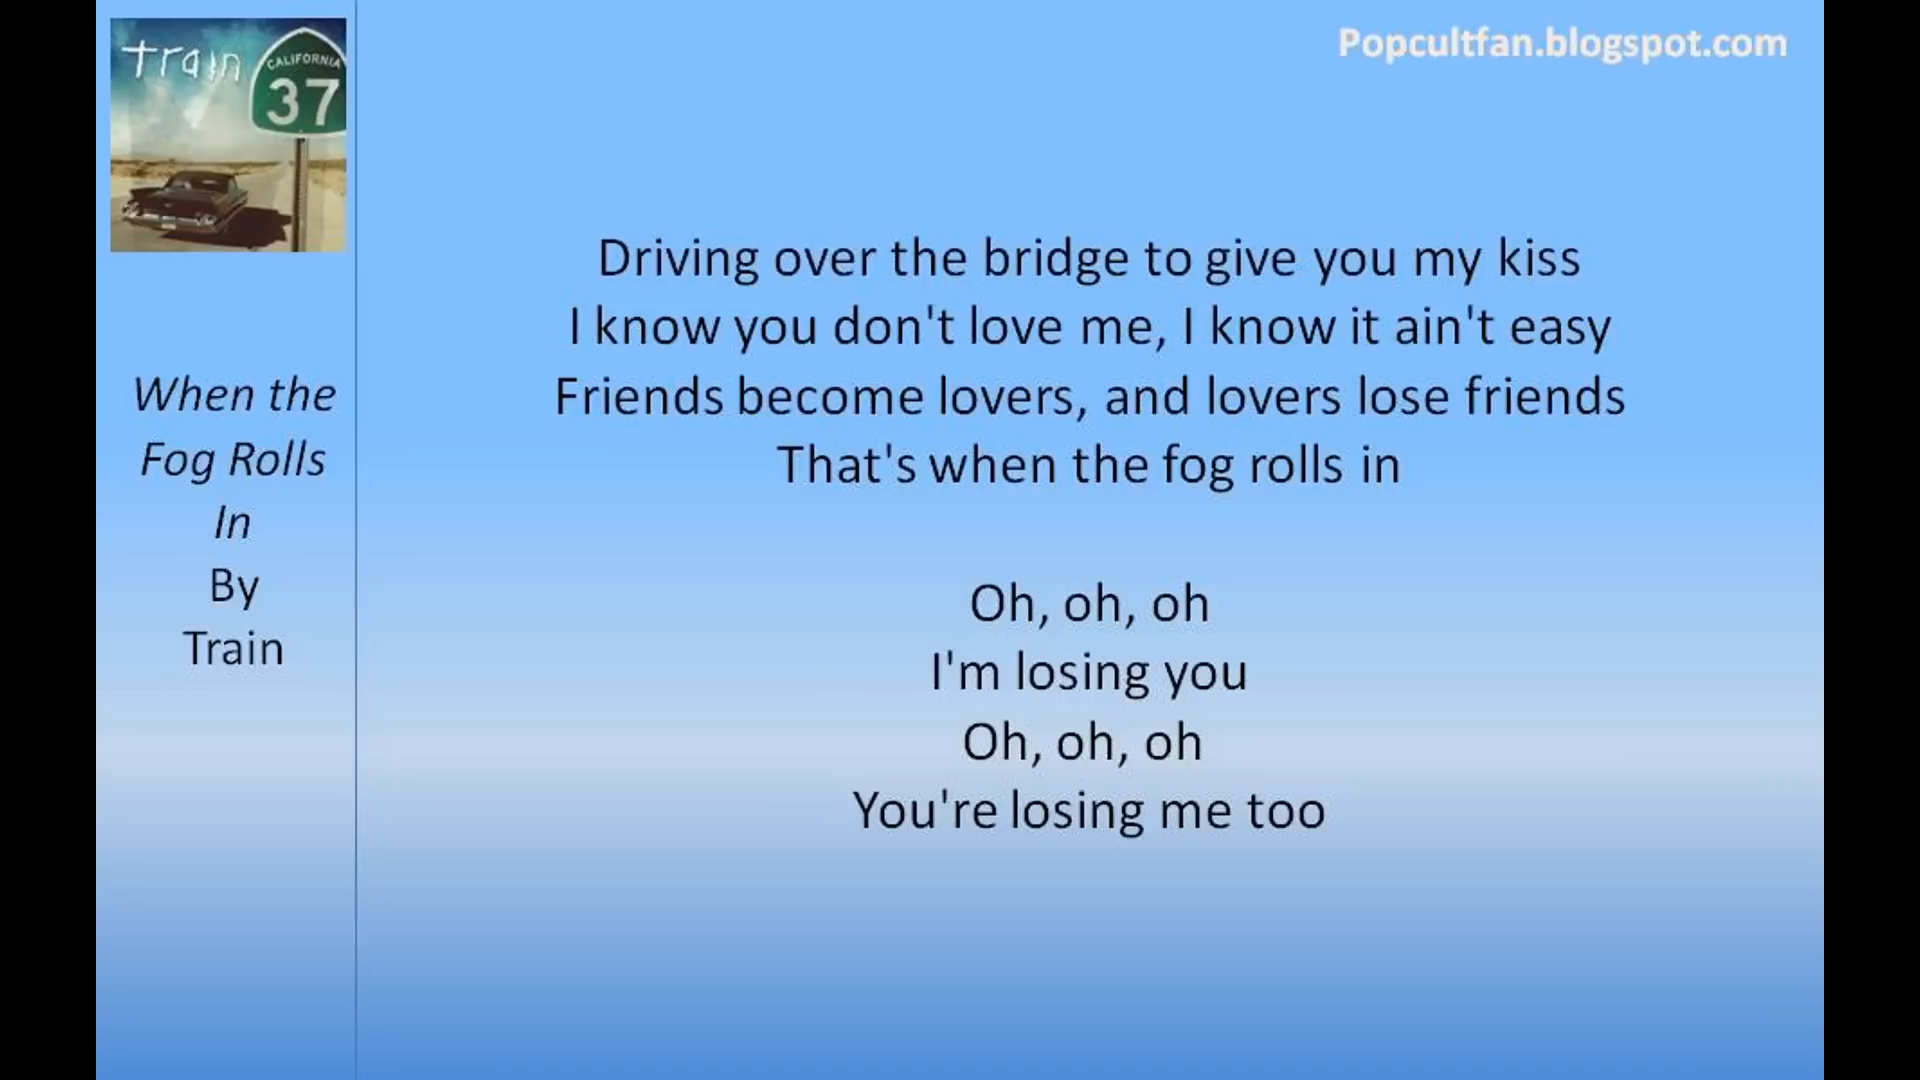 train
CALIFORNIA
37
Popcultfan.blogspot.com
When the
Fog Rolls
In
By
Train
Driving over the bridge to give you my kiss
I know you don't love me, I know it ain't easy
Friends become lovers, and lovers lose friends
That's when the fog rolls in
Oh, oh, oh
I'm losing you
Oh, oh, oh
You're losing me too